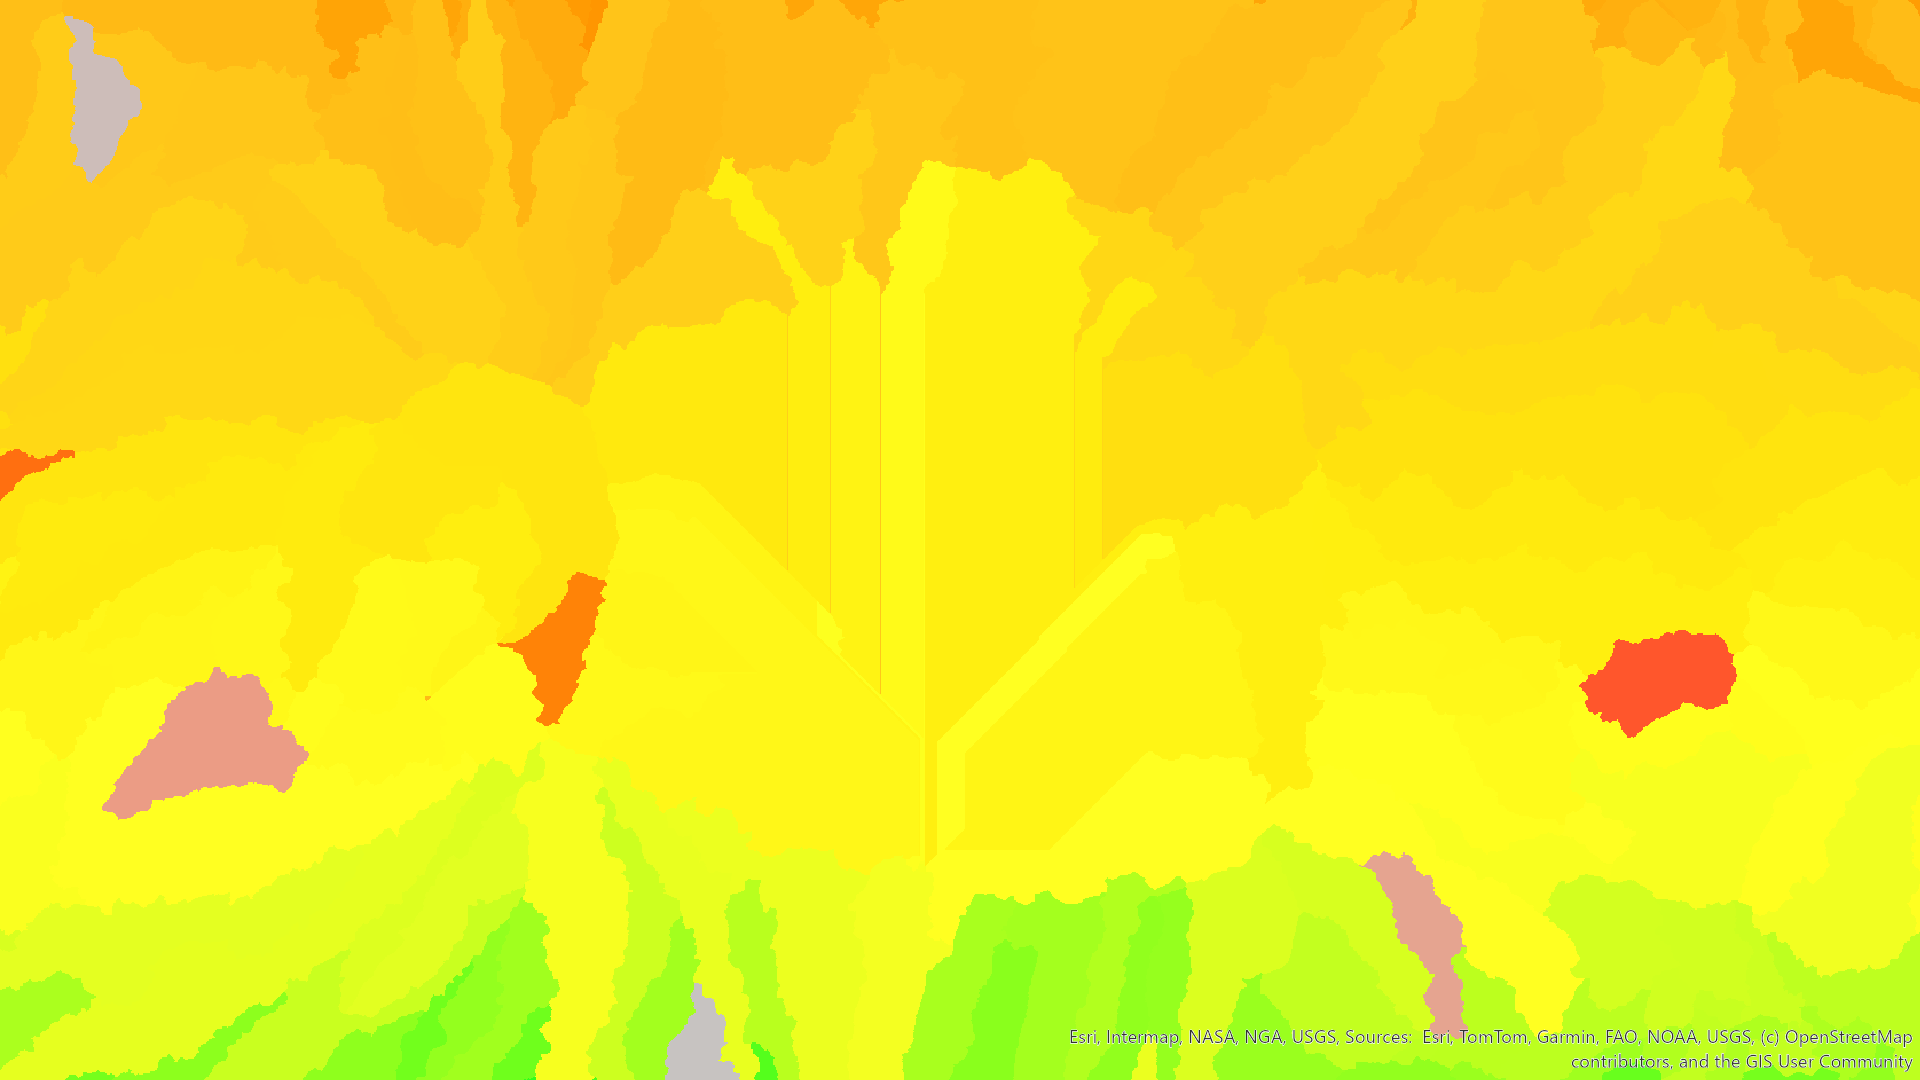 Esri, Intermap, NASA, NGA, USGS, Sources: Esri, TomTom, Garmin, FAO, NOAA, USGS, (c) OpenStreetMap
contributors, and the GIS User Community